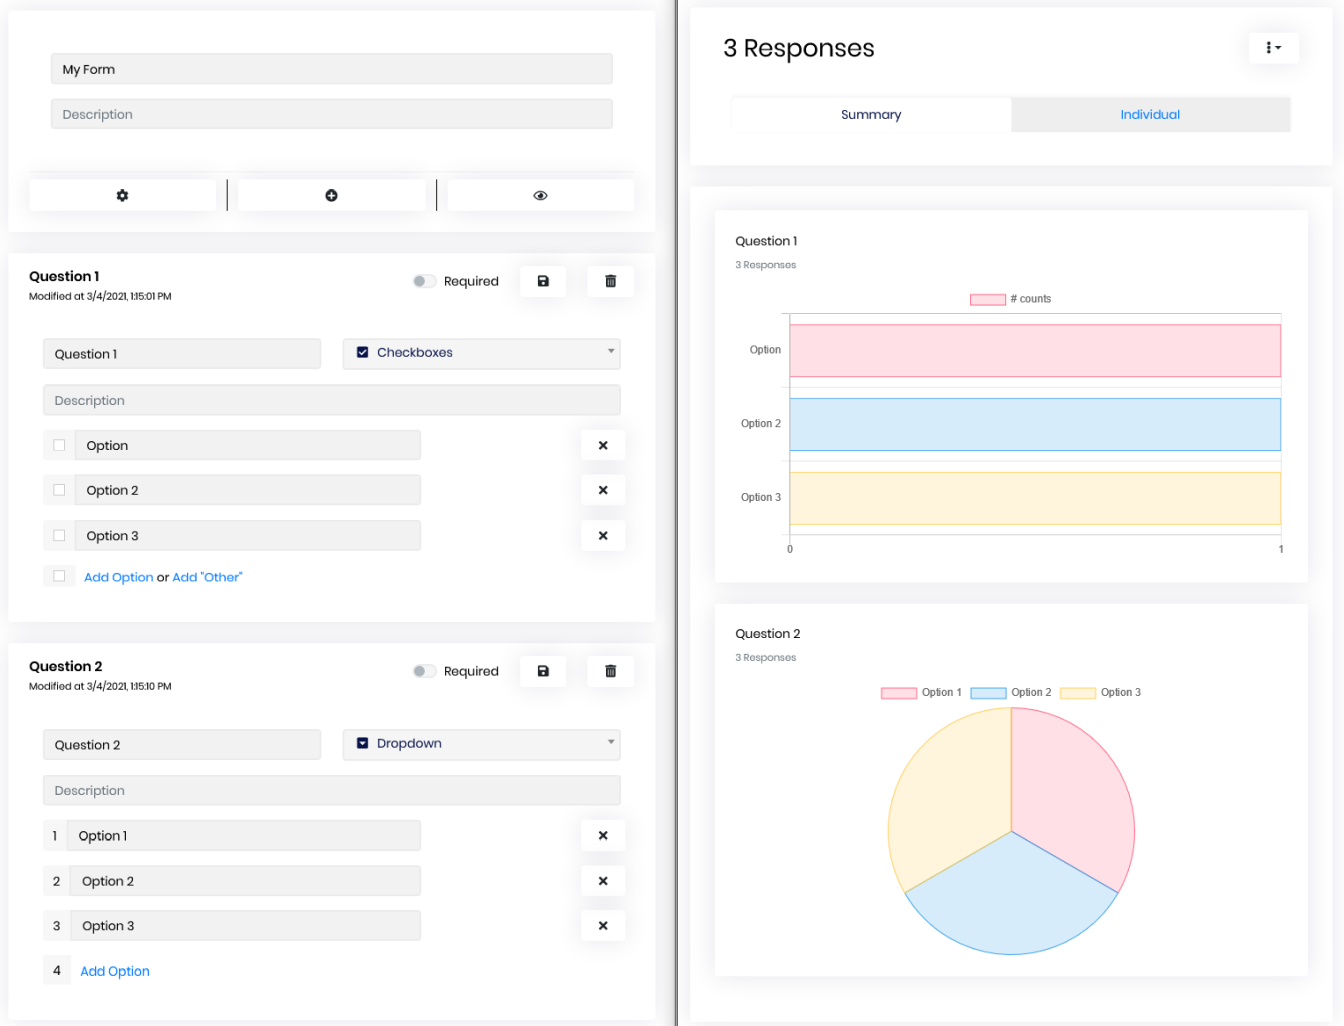 My Form
Description
Question 1
Modified at 3/4/2021, 1:15:01 PM
Required
Question 1
Checkboxes
Description
Option
Option 2
Option 3
Add Option or Add "Other"
Question 2
Modified at 3/4/2021, 1:15:10 PM
Required
Question 2
Dropdown
Description
1 Option 1
2 Option 2
3 Option 3
4 Add Option
3 Responses
Summary
Individual
Question 1
3 Responses
# counts
Option
Option 2
Option 3
0 1
Question 2
3 Responses
Option 1 Option 2 Option 3